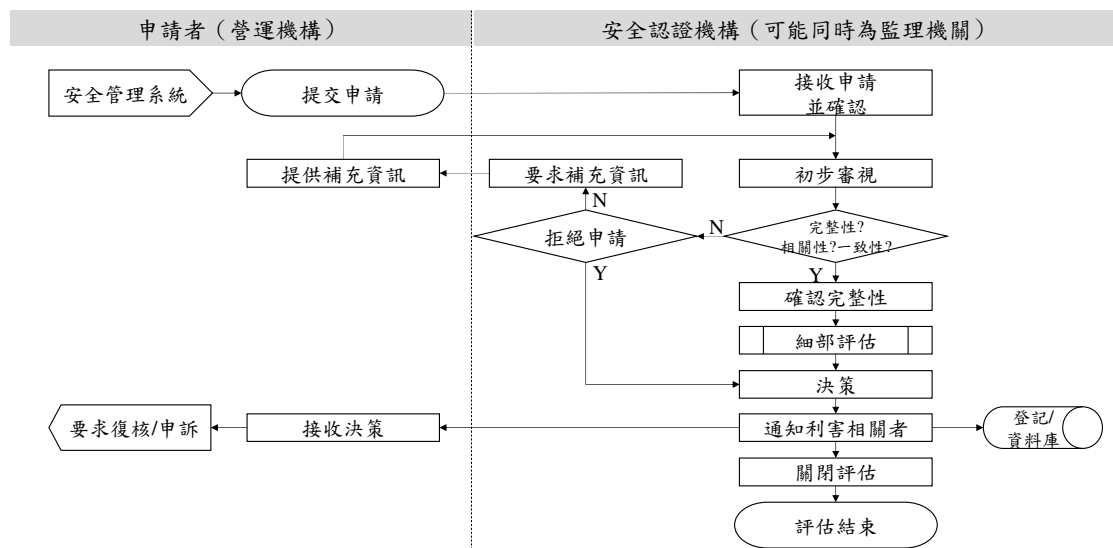 申請者（營運機構）
安全認證機構（可能同時為監理機關）
安全管理系統
提交申請
接收申請
並確認
提供補充資訊
要求補充資訊
初步審視
N
拒絕申請
N
完整性?
相關性?一致性?
Y
Y
確認完整性
細部評估
決策
要求復核/申訴
接收決策
通知利害相關者
登記/
資料庫
關閉評估
評估結束